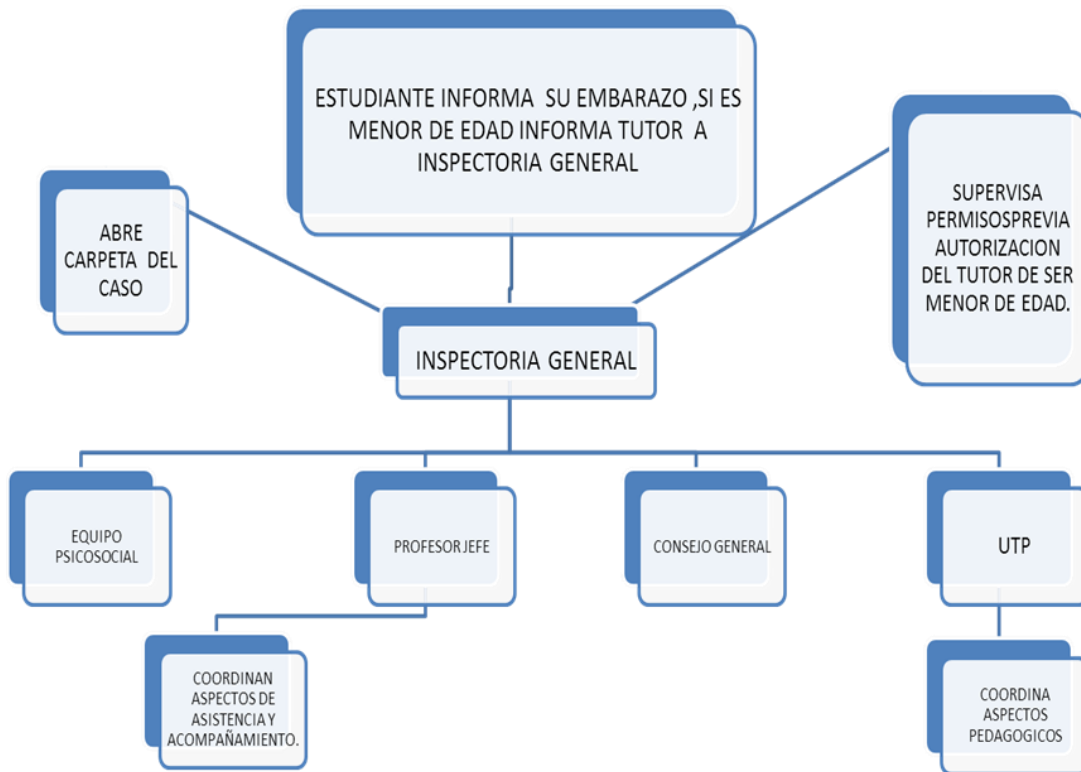 ESTUDIANTE INFORMA SU EMBARAZO ,SI ES
MENOR DE EDAD INFORMA TUTOR A
INSPECTORIA GENERAL
ABRE
CARPETA DEL
CASO
SUPERVISA
PERMISOSPREVIA
AUTORIZACION
DEL TUTOR DE SER
MENOR DE EDAD.
INSPECTORIA GENERAL
EQUIPO
PSICOSOCIAL
PROFESOR JEFE
CONSEJO GENERAL
UTP
COORDINAN
ASPECTOS DE
ASISTENCIA Y
ACOMPAÑAMIENTO.
COORDINA
ASPECTOS
PEDAGOGICOS